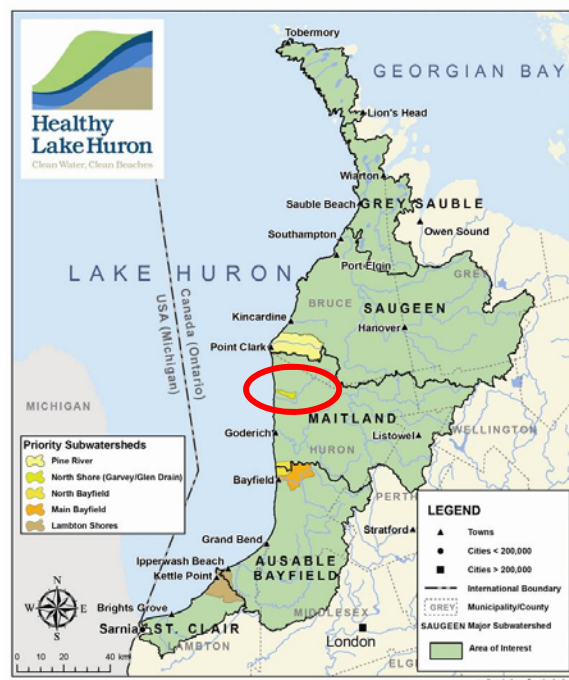 Tobermory
GEORGIAN BAY
Healthy
Lake Huron
Clean Water, Clean Beaches
Lion's Head
Wiarton
Sauble Beach
GREY SAUBLE
Owen Sound
Southampton
Port Elgin
GREY
LAKE HURON
BRUCE
SAUGEEN
Kincardine
Hanover
Point Clark
Canada (Ontario)
USA (Michigan)
MICHIGAN
MAITLAND
Goderich
HURON
Listowel
WELLINGTON
Priority Subwatersheds
Pine River
North Shore (Garvey/Glen Drain)
North Bayfield
Main Bayfield
Lambton Shores
Bayfield
PERTH
Stratford
LEGEND
Towns
Cities < 200,000
Cities > 200,000
International Boundary
GREY Municipality/County
SAUGEEN Major Subwatershed
Area of Interest
Grand Bend
AUSABLE
BAYFIELD
Ipperwash Beach
Kettle Point
N
W E
S
Brights Grove
Sarnia
ST. CLAIR
LAMBTON
MIDDLESEX
London
ELGI
0 10 20 40 km